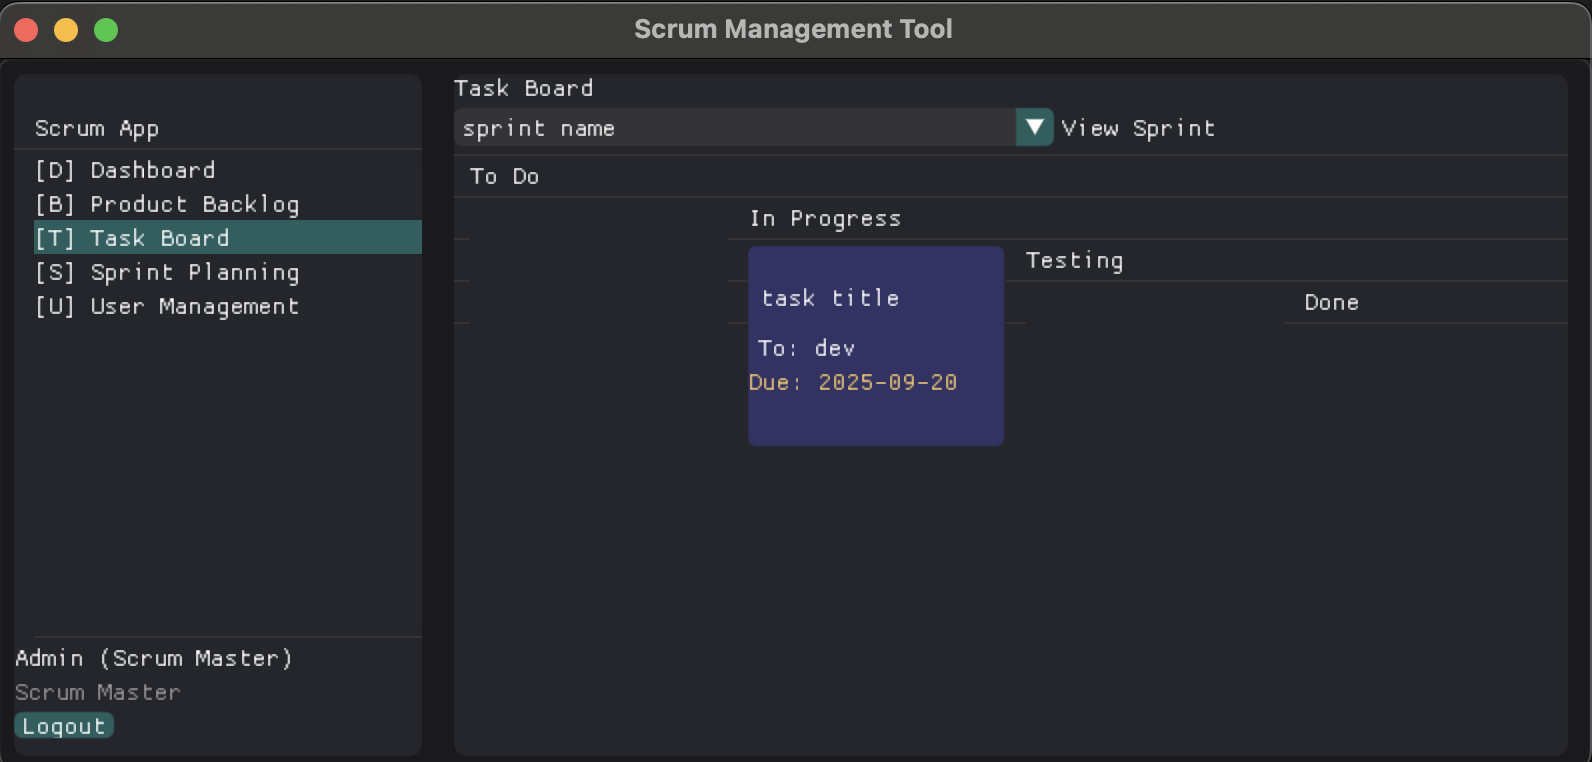 Scrum Management Tool
Scrum App
[D] Dashboard
[B] Product Backlog
[T] Task Board
[S] Sprint Planning
[U] User Management
Admin (Scrum Master)
Scrum Master
Logout
Task Board
sprint name
View Sprint
To Do
In Progress
task title
To: dev
Due: 2025-09-20
Testing
Done